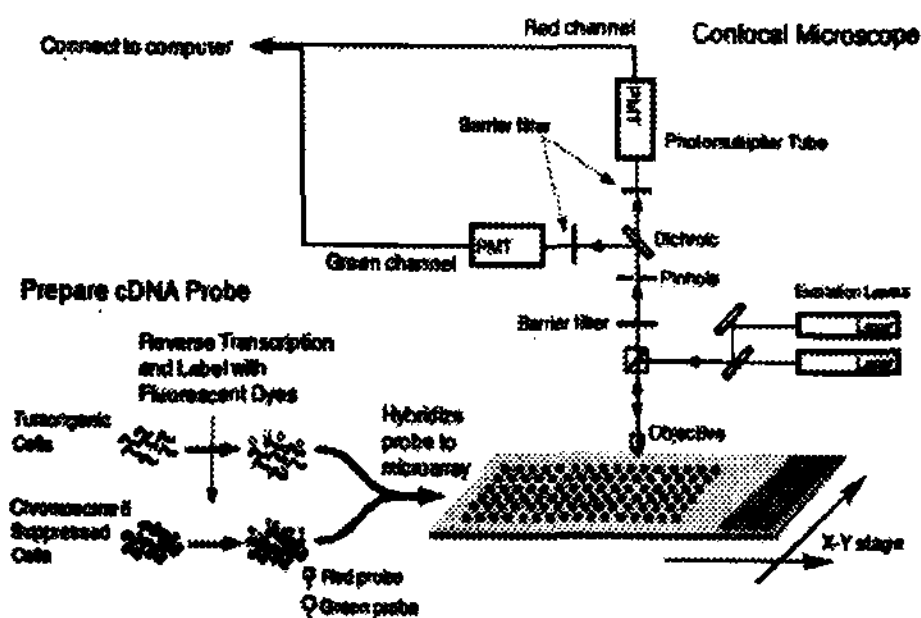 Red channel
Confocal Microscope
Connect to computer
PMT
Barrier filter
Photomultiplier Tube
PMT
Dichroic
Green channel
Pinhole
Prepare cDNA Probe
Excitation Lasers
Barrier filter
Laser
Laser
Reverse Transcription
and Label with
Fluorescent Dyes
Tumorigenic
Cells
Hybridize
probe to
microarray
Objective
Chromosome 6
Suppressed
Cells
X-Y stage
Red probe
Green probe